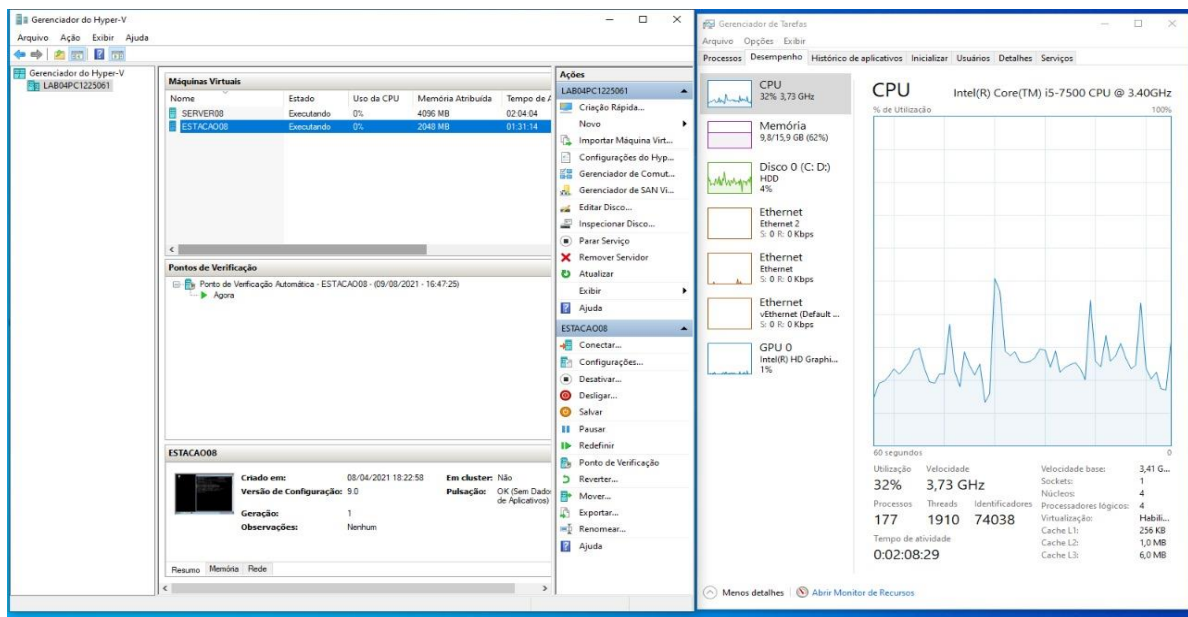 Gerenciador do Hyper-V
Arquivo Ação Exibir Ajuda
Gerenciador do Hyper-V
LAB04PC1225061
Máquinas Virtuais
Nome Estado Uso da CPU Memória Atribuída Tempo de A
SERVER08 Executando 0% 4096 MB 02:04:04
ESTACAO08 Executando 0% 2048 MB 01:31:14
Pontos de Verificação
Ponto de Verificação Automática - ESTACAO08 - (09/08/2021 - 16:47:25)
Agora
ESTACAO08
Criado em: 08/04/2021 18:22:58 Em cluster: Não
Versão de Configuração: 9.0 Pulsação: OK (Sem Dados
de Aplicativos)
Geração: 1
Observações: Nenhum
Resumo Memória Rede
Ações
LAB04PC1225061
Criação Rápida...
Novo
Importar Máquina Virt...
Configurações do Hyp...
Gerenciador de Comut...
Gerenciador de SAN Vi...
Editar Disco...
Inspecionar Disco...
Parar Serviço
Remover Servidor
Atualizar
Exibir
Ajuda
ESTACAO08
Conectar...
Configurações...
Desativar...
Desligar...
Salvar
Pausar
Redefinir
Ponto de Verificação
Reverter...
Mover...
Exportar...
Renomear...
Ajuda
Gerenciador de Tarefas
Arquivo Opções Exibir
Processos Desempenho Histórico de aplicativos Inicializar Usuários Detalhes Serviços
CPU
32% 3,73 GHz
Memória
9,8/15,9 GB (62%)
Disco 0 (C: D:)
HDD
4%
Ethernet
Ethernet 2
S: 0 R: 0 Kbps
Ethernet
Ethernet
S: 0 R: 0 Kbps
Ethernet
vEthernet (Default ...
S: 0 R: 0 Kbps
GPU 0
Intel(R) HD Graphi...
1%
CPU Intel(R) Core(TM) i5-7500 CPU @ 3.40GHz
% de Utilização 100%
60 segundos 0
Utilização Velocidade
32% 3,73 GHz
Processos Threads Identificadores
177 1910 74038
Tempo de atividade
0:02:08:29
Velocidade base: 3,41 G...
Sockets: 1
Núcleos: 4
Processadores lógicos: 4
Virtualização: Habili...
Cache L1: 256 KB
Cache L2: 1,0 MB
Cache L3: 6,0 MB
Menos detalhes Abrir Monitor de Recursos